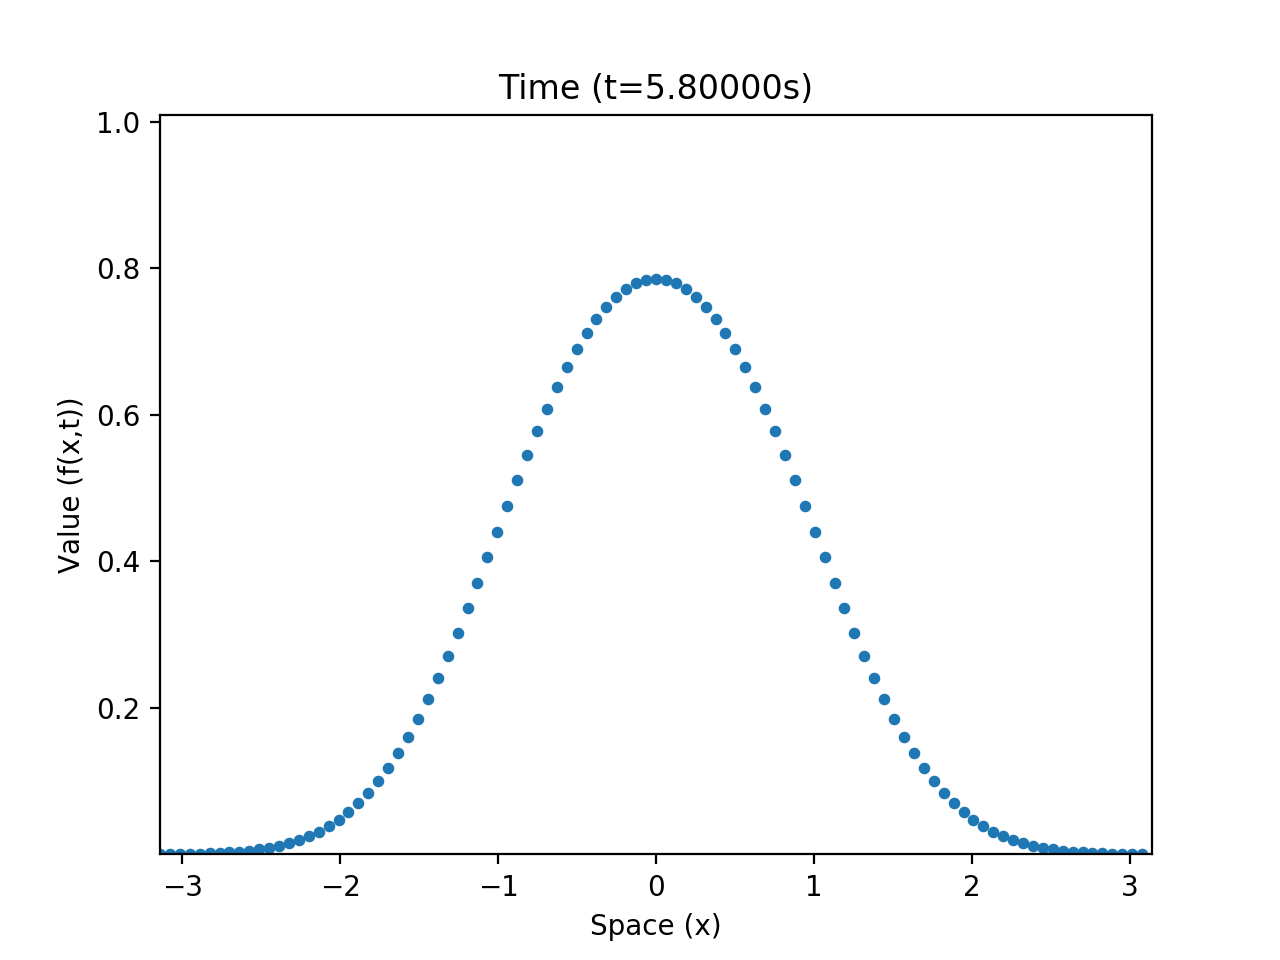 Time (t=5.80000s)
1.0
0.8
0.6
0.4
0.2
Value (f(x,t))
−3 −2 −1 0 1 2 3
Space (x)